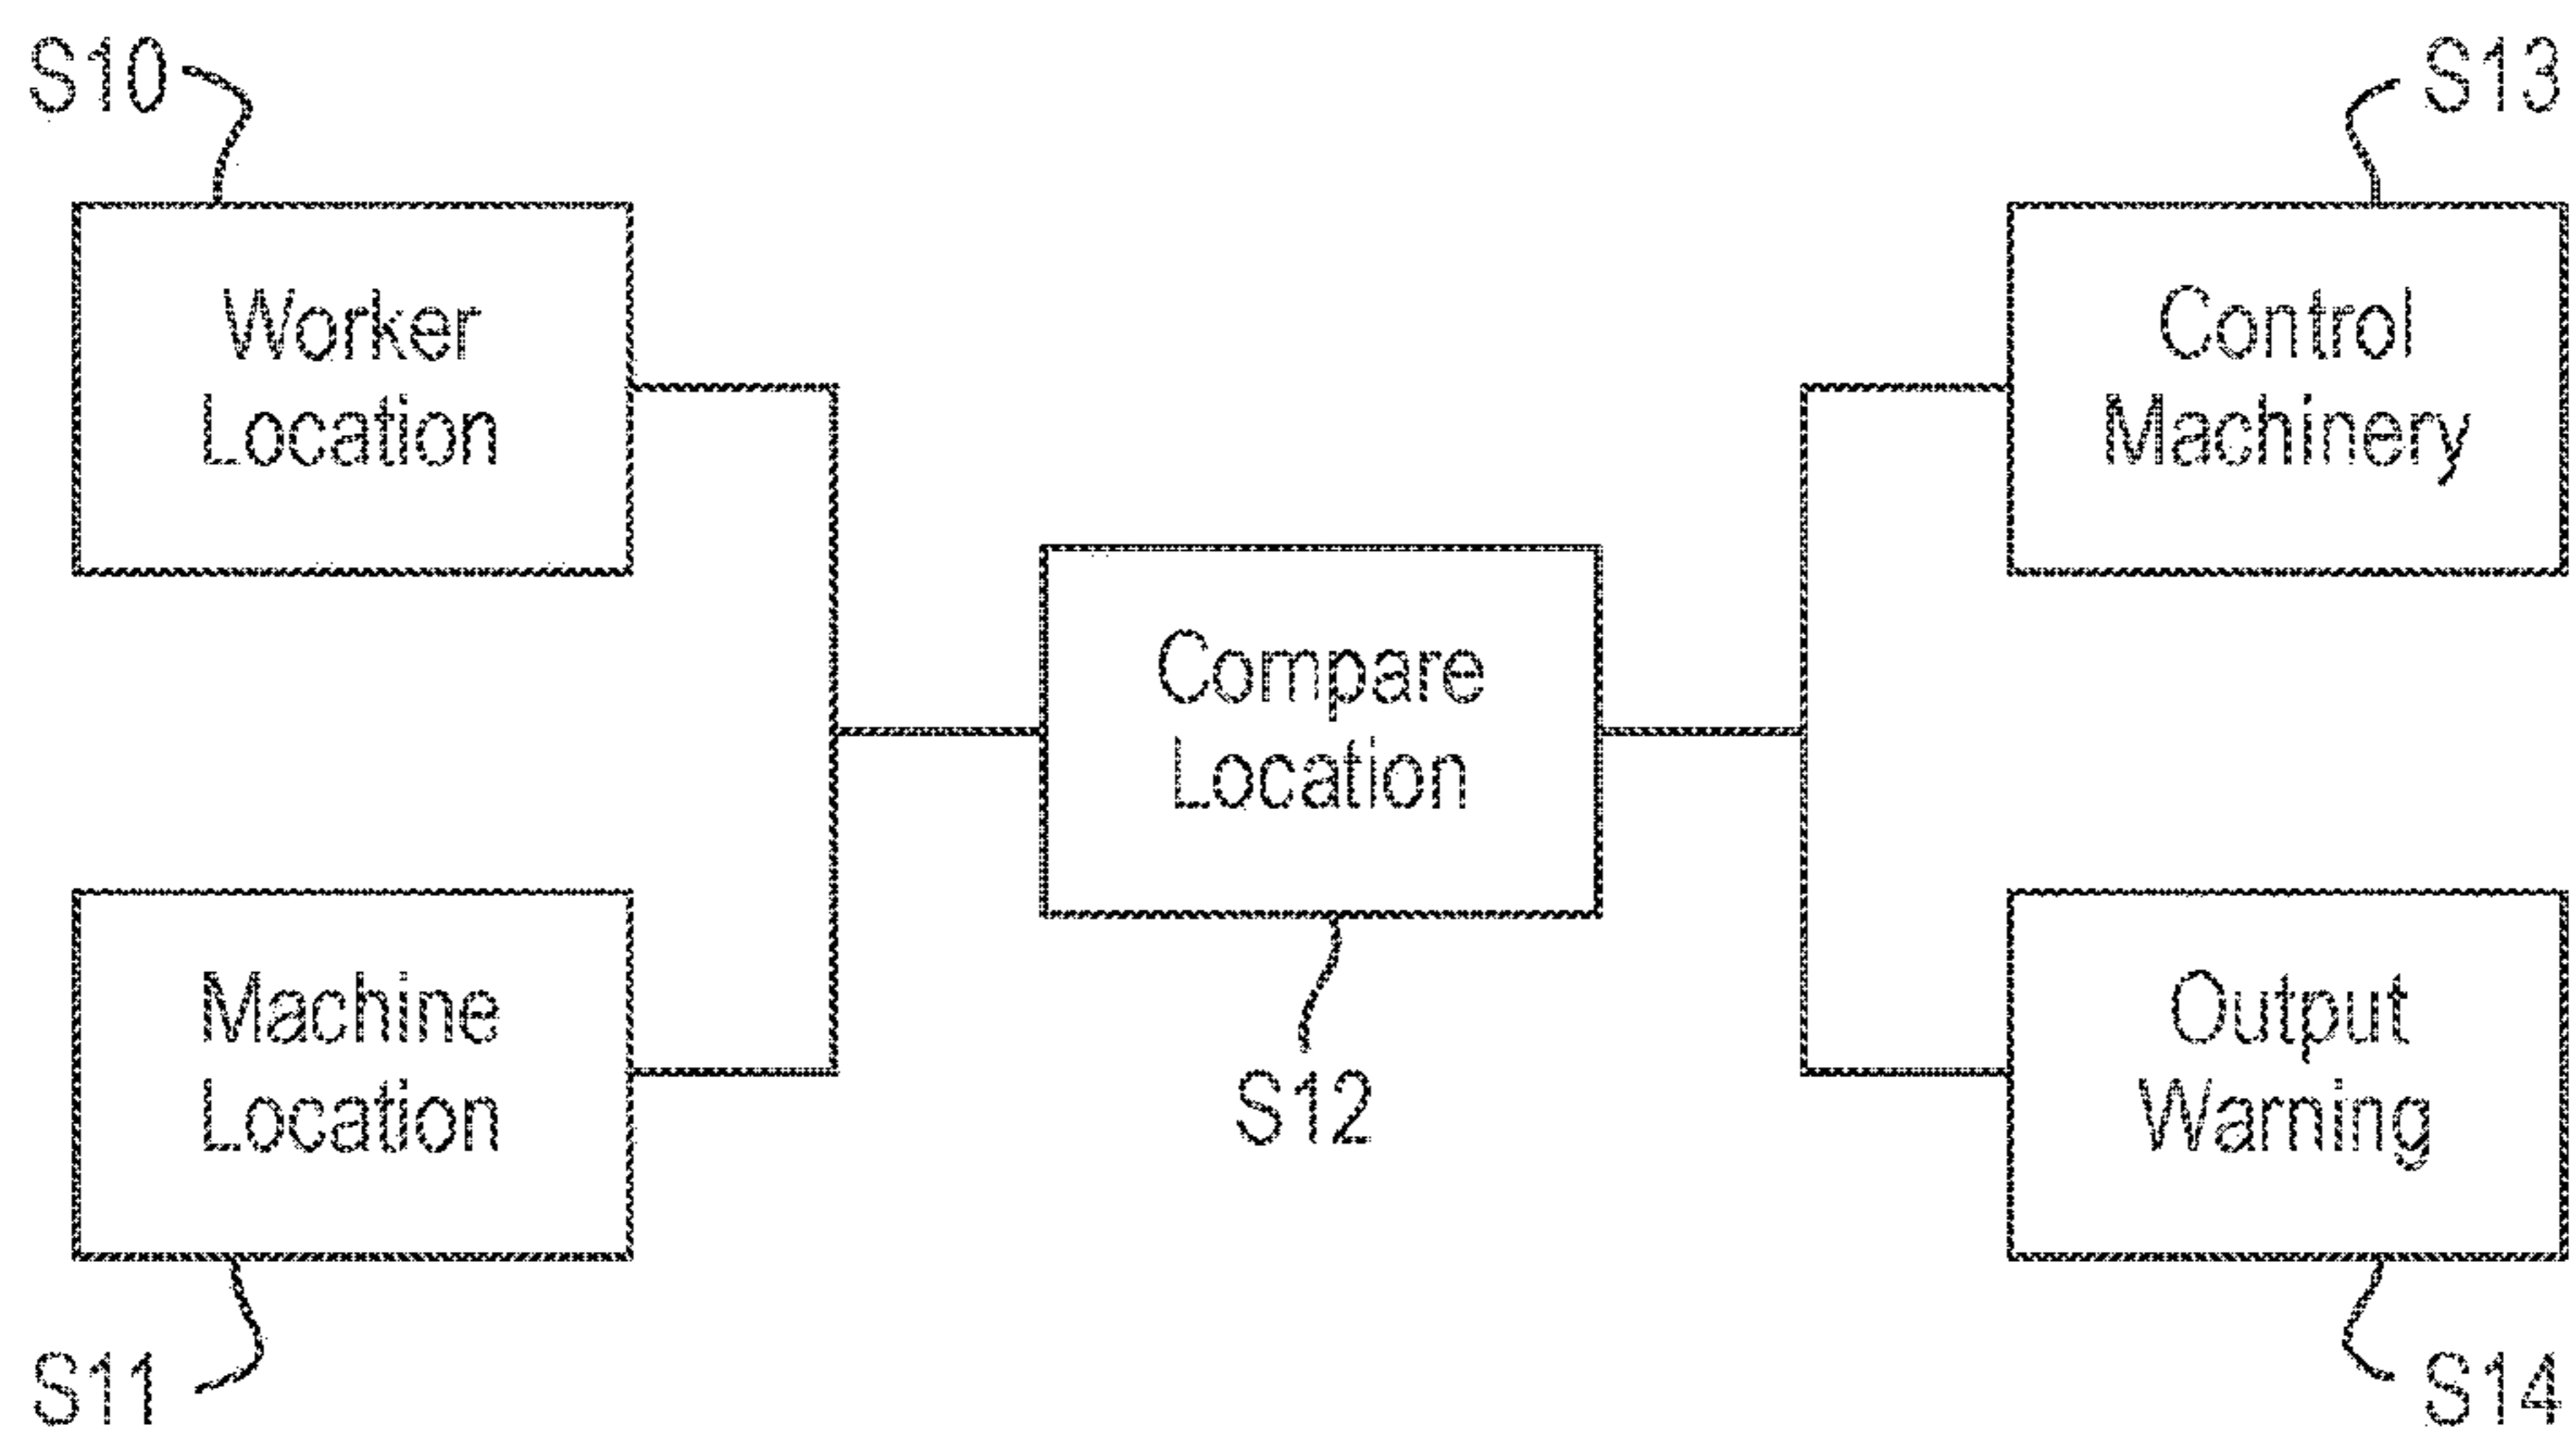 S10
S13
Worker
Location
Control
Machinery
Compare
Location
Machine
Location
S12
Output
Warning
S11
S14